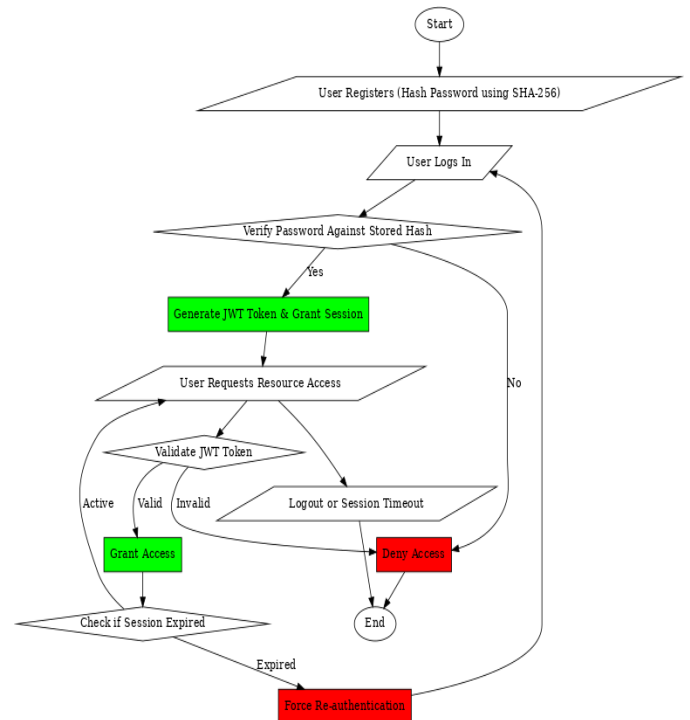 Start
User Registers (Hash Password using SHA-256)
User Logs In
Verify Password Against Stored Hash
Yes
Generate JWT Token & Grant Session
User Requests Resource Access
No
Validate JWT Token
Active
Valid
Invalid
Logout or Session Timeout
Grant Access
Deny Access
Check if Session Expired
End
Expired
Force Re-authentication